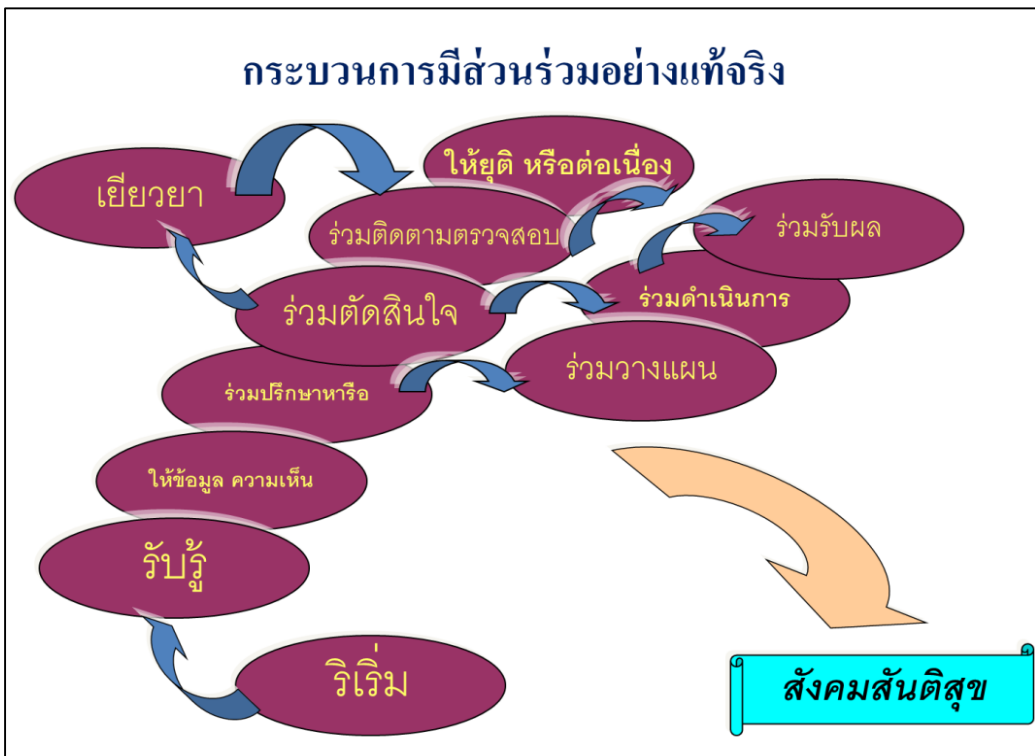 กระบวนการมีส่วนร่วมอย่างแท้จริง
ให้ยุติ หรือต่อเนื่อง
เยียวยา
ร่วมติดตามตรวจสอบ
ร่วมรับผล
ร่วมตัดสินใจ
ร่วมดำเนินการ
ร่วมวางแผน
ร่วมปรึกษาหารือ
ให้ข้อมูล ความเห็น
รับรู้
ริเริ่ม
สังคมสันติสุข